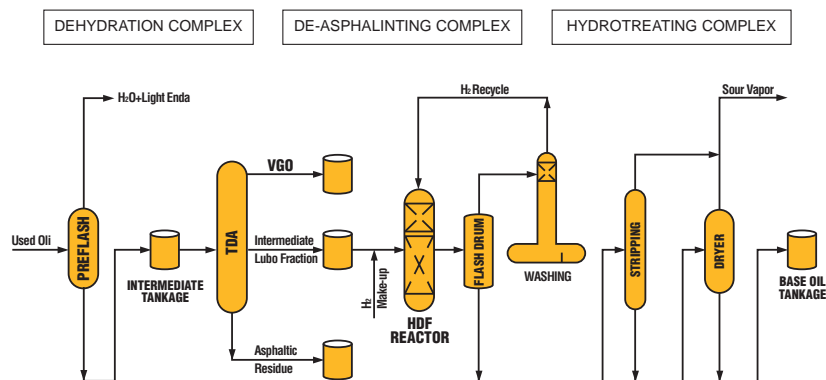 DEHYDRATION COMPLEX
DE-ASPHALINTING COMPLEX
HYDROTREATING COMPLEX
H₂O+Light Enda
H₂ Recycle
Sour Vapor
VGO
Used Oli
PREFLASH
INTERMEDIATE
TANKAGE
TDA
Intermediate
Lubo Fraction
H₂
Make-up
HDF
REACTOR
FLASH DRUM
WASHING
STRIPPING
DRYER
BASE OIL
TANKAGE
Asphaltic
Residue